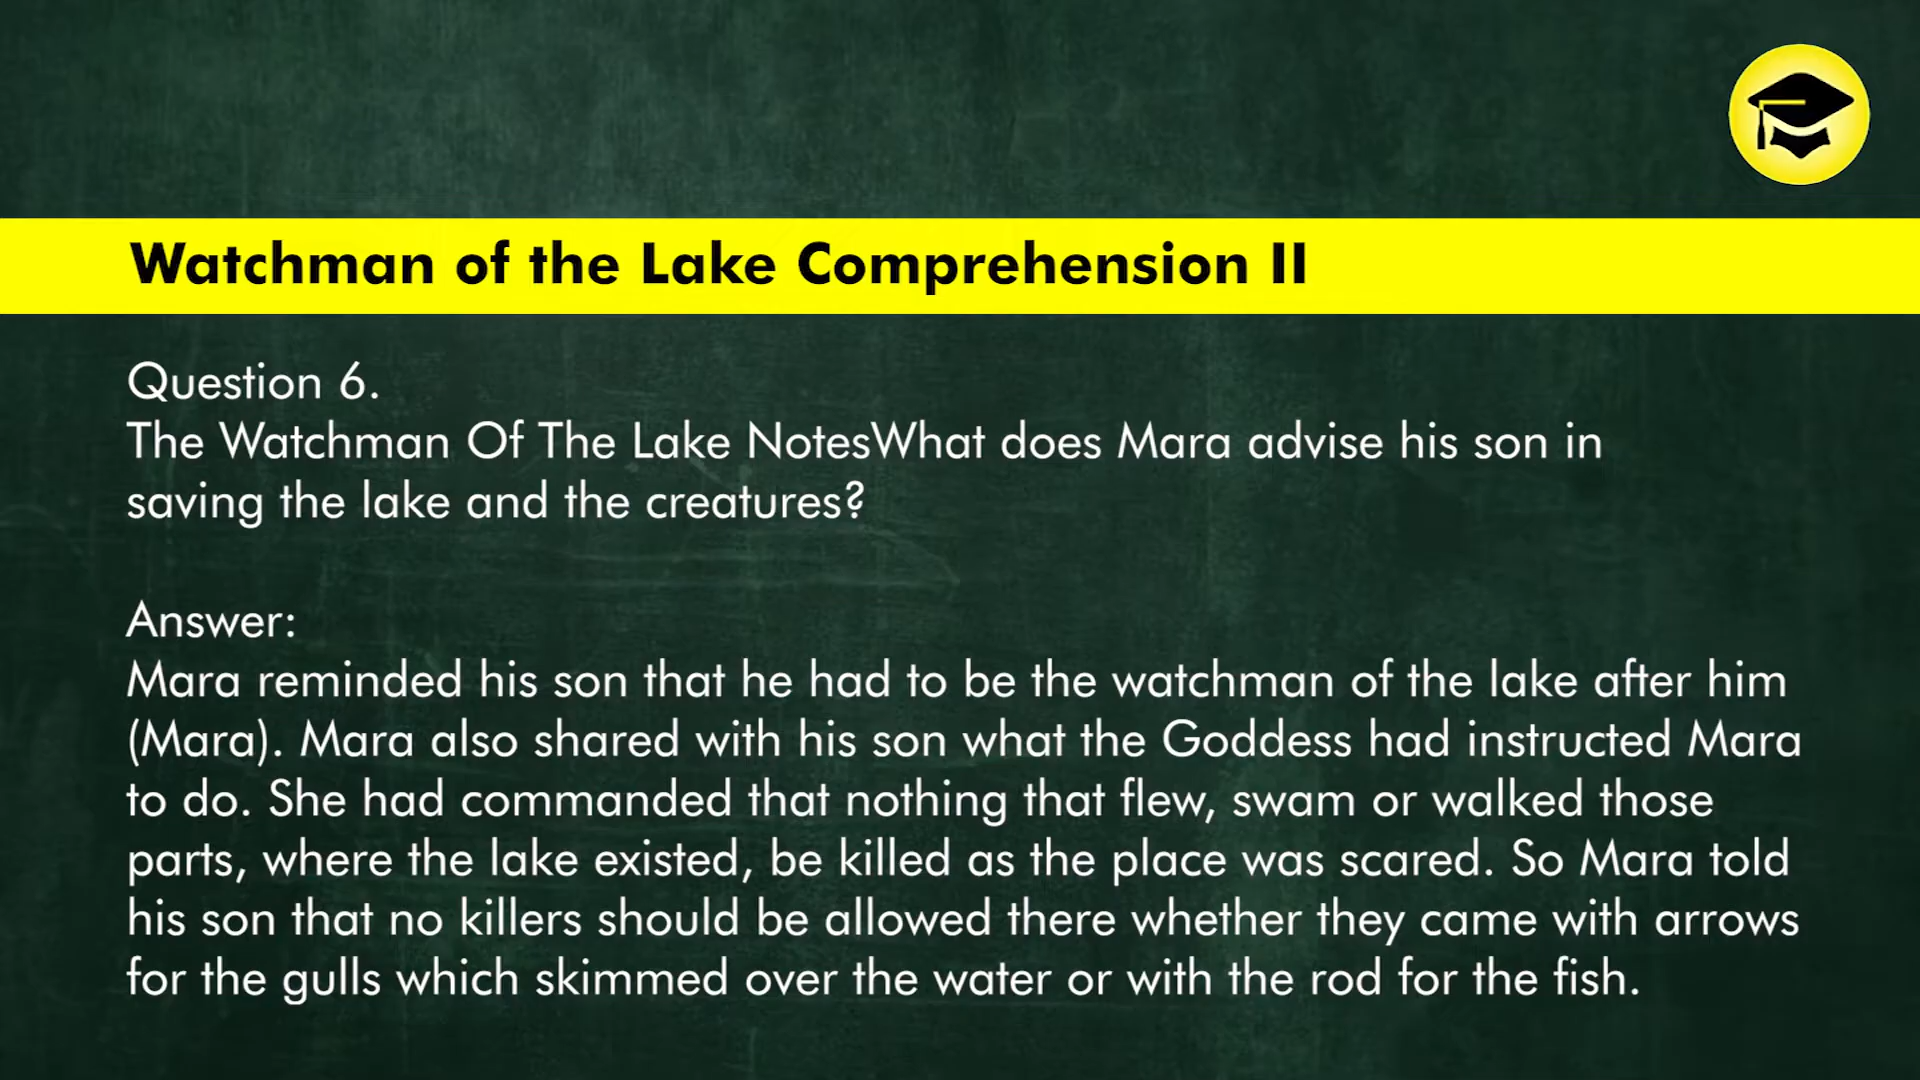 Watchman of the Lake Comprehension II
Question 6.
The Watchman Of The Lake NotesWhat does Mara advise his son in
saving the lake and the creatures?
Answer:
Mara reminded his son that he had to be the watchman of the lake after him
(Mara). Mara also shared with his son what the Goddess had instructed Mara
to do. She had commanded that nothing that flew, swam or walked those
parts, where the lake existed, be killed as the place was scared. So Mara told
his son that no killers should be allowed there whether they came with arrows
for the gulls which skimmed over the water or with the rod for the fish.